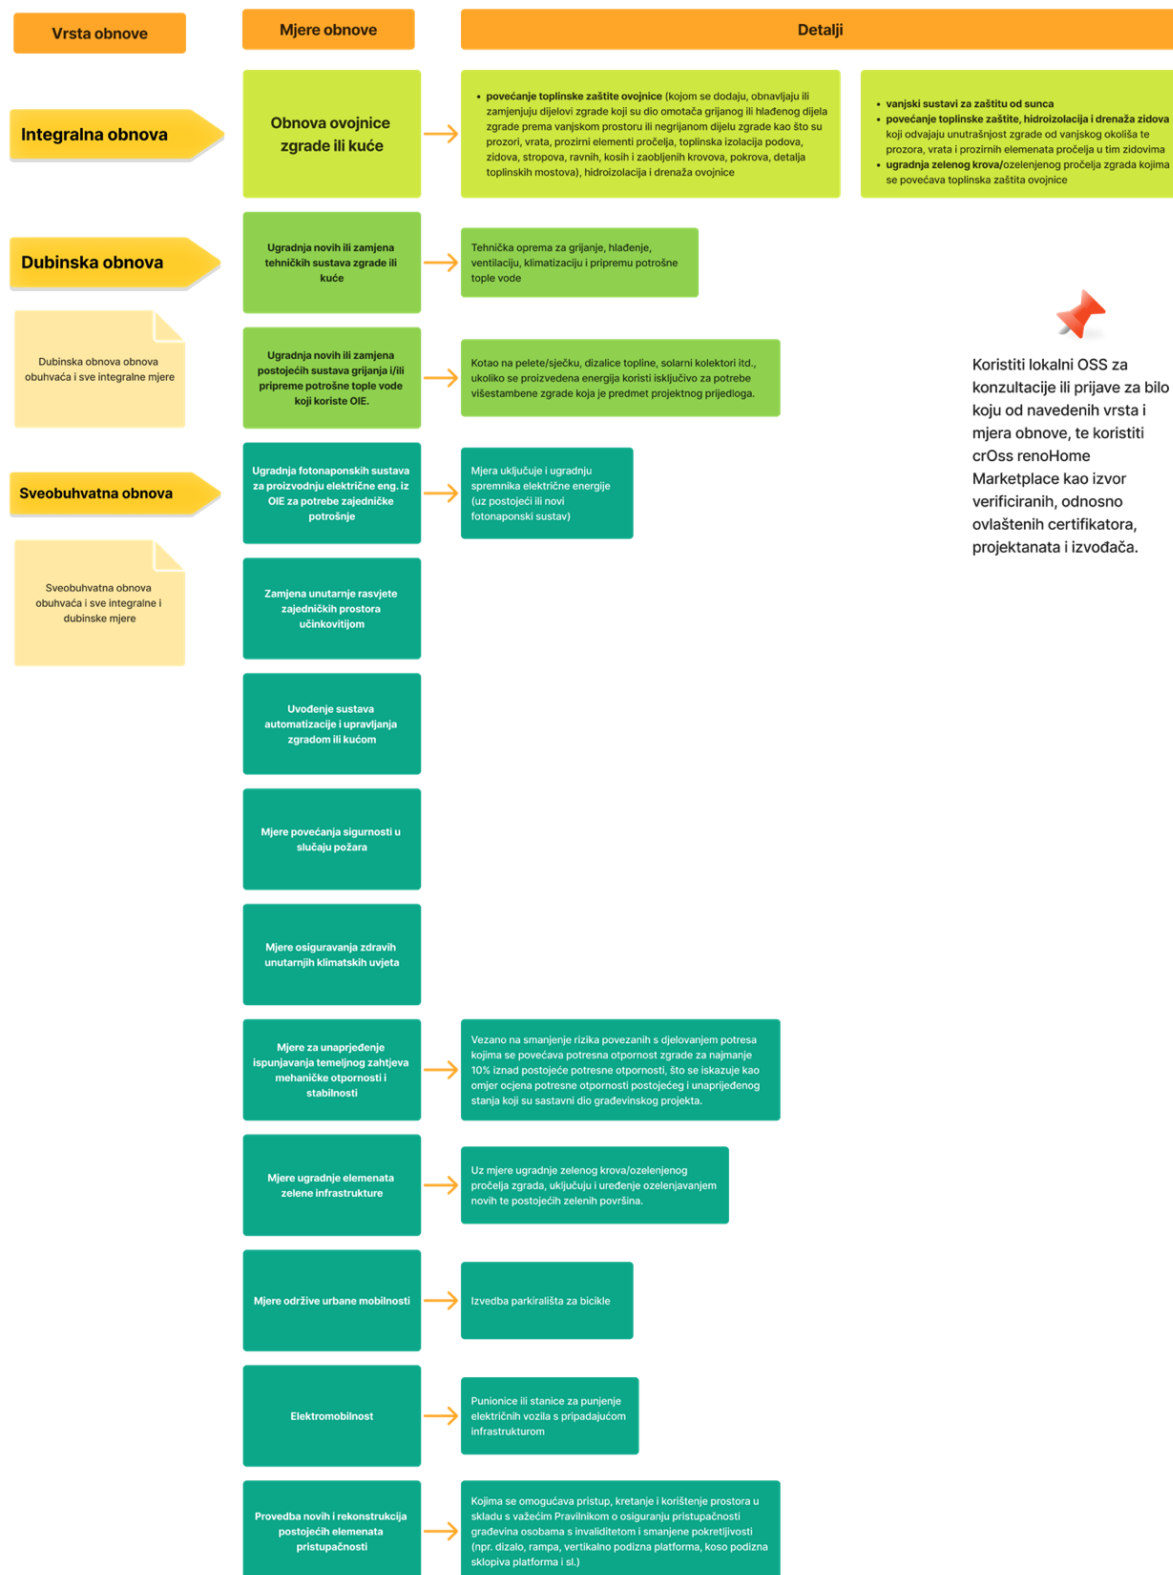 Vrsta obnove
Mjere obnove
Detalji
Integralna obnova
Obnova ovojnice
zgrade ili kuće
• povećanje toplinske zaštite ovojnice (kojom se dodaju, obnavljaju ili
zamjenjuju dijelovi zgrade koji su dio omotača grijanog ili hlađenog dijela
zgrade prema vanjskom prostoru ili negrijanom dijelu zgrade kao što su
prozori, vrata, prozirni elementi pročelja, toplinska izolacija podova,
zidova, stropova, ravnih, kosih i zaobljenih krovova, pokrova, detalja
toplinskih mostova), hidroizolacija i drenaža ovojnice
• vanjski sustavi za zaštitu od sunca
• povećanje toplinske zaštite, hidroizolacija i drenaža zidova
koji odvajaju unutrašnjost zgrade od vanjskog okoliša te
prozora, vrata i prozirnih elemenata pročelja u tim zidovima
• ugradnja zelenog krova/ozelenjenog pročelja zgrada kojima
se povećava toplinska zaštita ovojnice
Dubinska obnova
Ugradnja novih ili zamjena
tehničkih sustava zgrade ili
kuće
Tehnička oprema za grijanje, hlađenje,
ventilaciju, klimatizaciju i pripremu potrošne
tople vode
Dubinska obnova obnova
obuhvaća i sve integralne mjere
Ugradnja novih ili zamjena
postojećih sustava grijanja i/ili
pripreme potrošne tople vode
koji koriste OIE.
Kotao na pelete/sječku, dizalice topline, solarni kolektori itd.,
ukoliko se proizvedena energija koristi isključivo za potrebe
višestambene zgrade koja je predmet projektnog prijedloga.
Koristiti lokalni OSS za
konzultacije ili prijave za bilo
koju od navedenih vrsta i
mjera obnove, te koristiti
crOss renoHome
Marketplace kao izvor
verificiranih, odnosno
ovlaštenih certifikatora,
projektanata i izvođača.
Sveobuhvatna obnova
Ugradnja fotonaponskih sustava
za proizvodnju električne eng. iz
OIE za potrebe zajedničke
potrošnje
Mjera uključuje i ugradnju
spremnika električne energije
(uz postojeći ili novi
fotonaponski sustav)
Sveobuhvatna obnova
obuhvaća i sve integralne i
dubinske mjere
Zamjena unutarnje rasvjete
zajedničkih prostora
učinkovitijom
Uvođenje sustava
automatizacije i upravljanja
zgradom ili kućom
Mjere povećanja sigurnosti u
slučaju požara
Mjere osiguravanja zdravih
unutarnjih klimatskih uvjeta
Mjere za unaprjeđenje
ispunjavanja temeljnog zahtjeva
mehaničke otpornosti i
stabilnosti
Vezano na smanjenje rizika povezanih s djelovanjem potresa
kojima se povećava potresna otpornost zgrade za najmanje
10% iznad postojeće potresne otpornosti, što se iskazuje kao
omjer ocjena potresne otpornosti postojećeg i unaprijeđenog
stanja koji su sastavni dio građevinskog projekta.
Mjere ugradnje elemenata
zelene infrastrukture
Uz mjere ugradnje zelenog krova/ozelenjenog
pročelja zgrada, uključuju i uređenje ozelenjavanjem
novih te postojećih zelenih površina.
Mjere održive urbane mobilnosti
Izvedba parkirališta za bicikle
Elektromobilnost
Punionice ili stanice za punjenje
električnih vozila s pripadajućom
infrastrukturom
Provedba novih i rekonstrukcija
postojećih elemenata
pristupačnosti
Kojima se omogućava pristup, kretanje i korištenje prostora u
skladu s važećim Pravilnikom o osiguranju pristupačnosti
građevina osobama s invaliditetom i smanjene pokretljivosti
(npr. dizalo, rampa, vertikalno podizna platforma, koso podizna
sklopiva platforma i sl.)